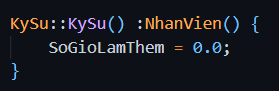 KySu::KySu() :NhanVien() {
    SoGioLamThem = 0.0;
}